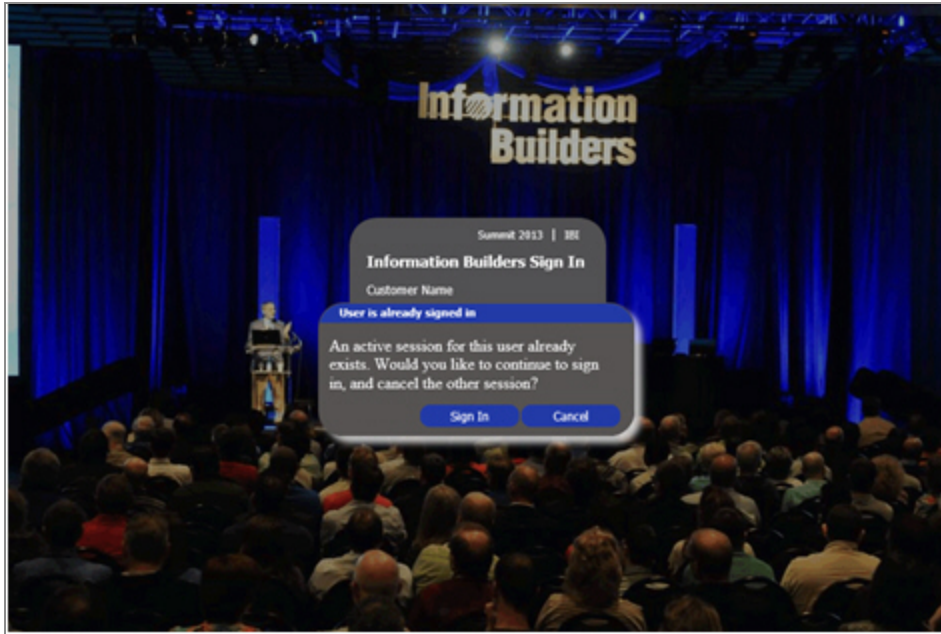 Information
Builders
Summit 2013 | IBI
Information Builders Sign In
Customer Name
User is already signed in
An active session for this user already
exists. Would you like to continue to sign
in, and cancel the other session?
Sign In
Cancel